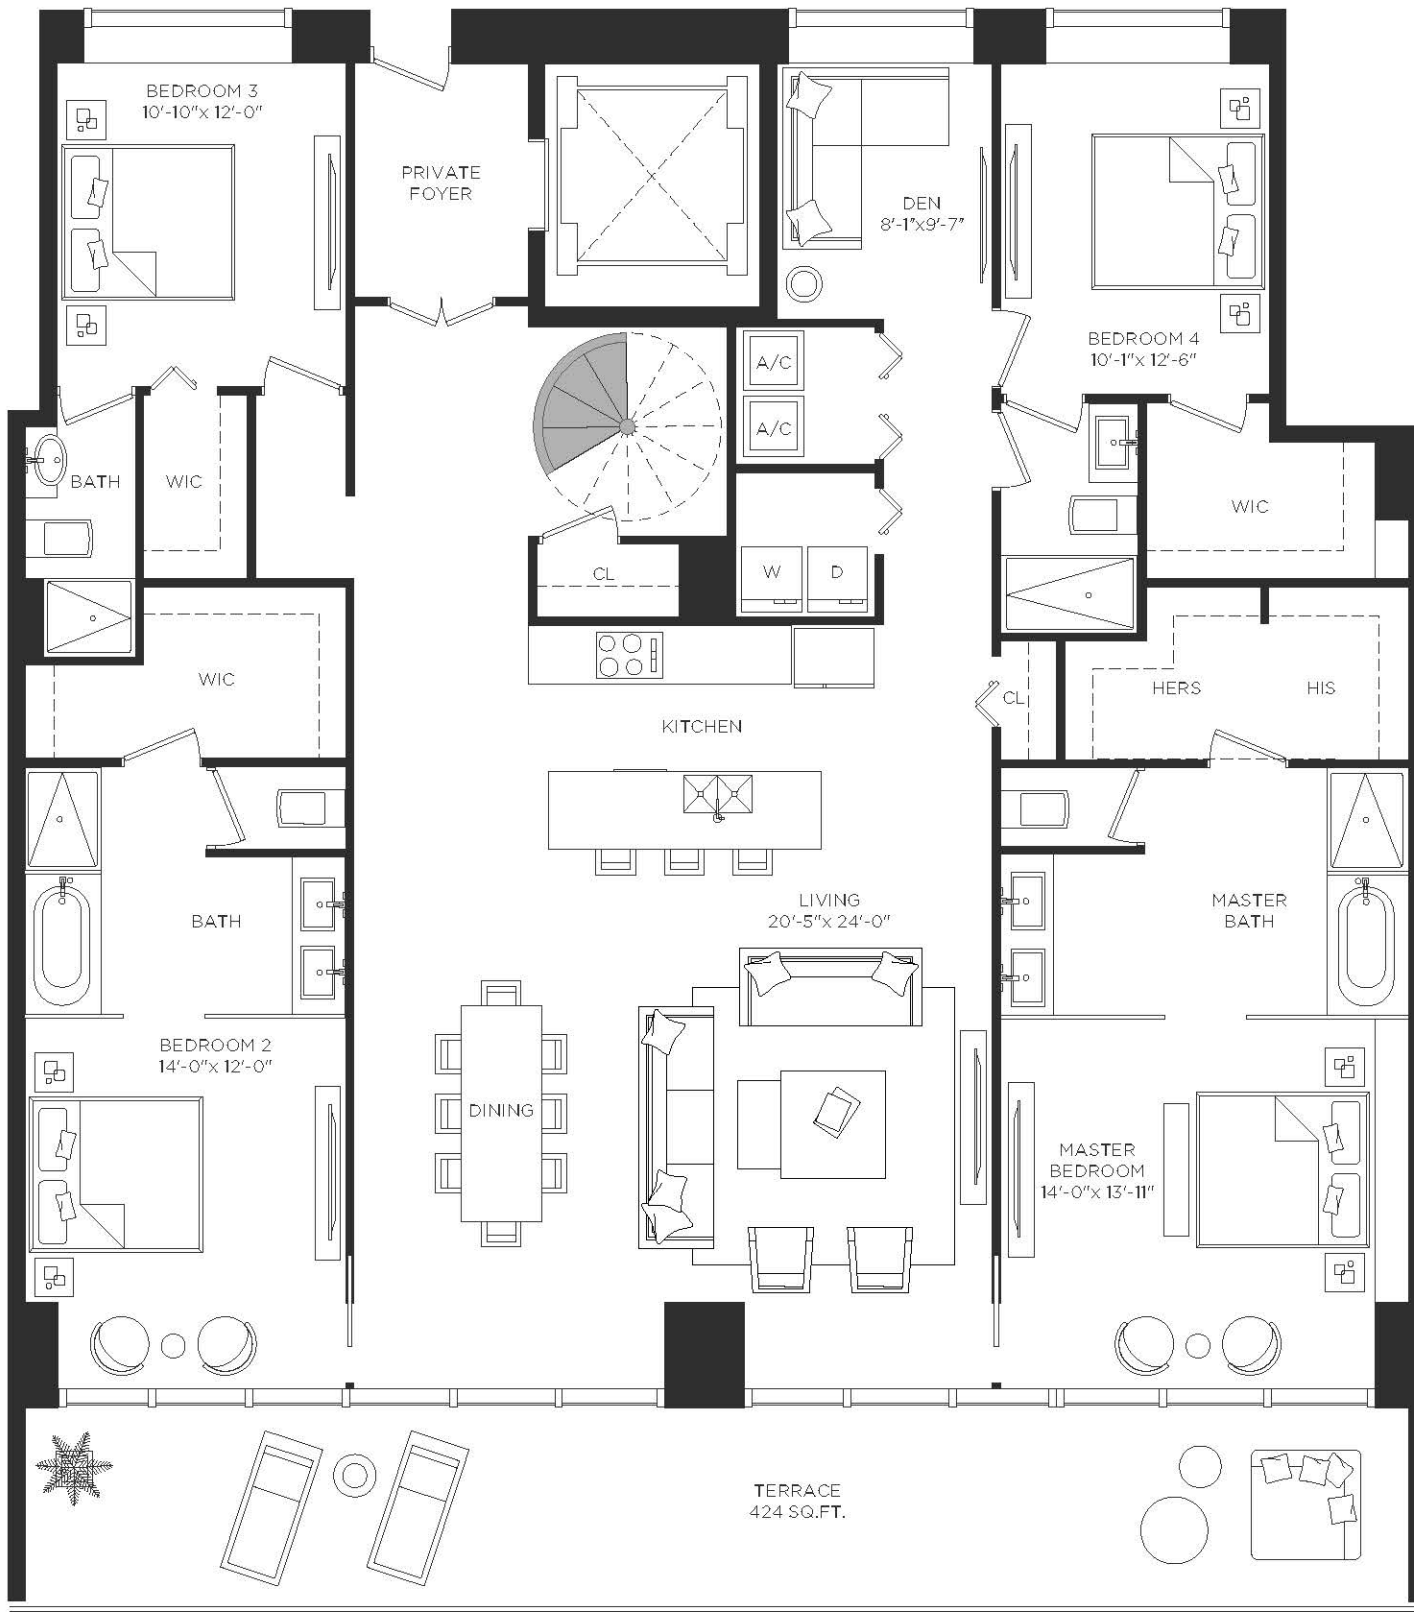 BEDROOM 3
10'-10"x 12'-0"
PRIVATE
FOYER
DEN
8'-1"x9'-7"
BEDROOM 4
10'-1"x 12'-6"
A/C
A/C
BATH
WIC
WIC
CL
W
D
WIC
HERS
HIS
CL
KITCHEN
LIVING
20'-5"x 24'-0"
BATH
MASTER
BATH
BEDROOM 2
14'-0"x 12'-0"
DINING
MASTER
BEDROOM
14'-0"x 13'-11"
TERRACE
424 SQ.FT.